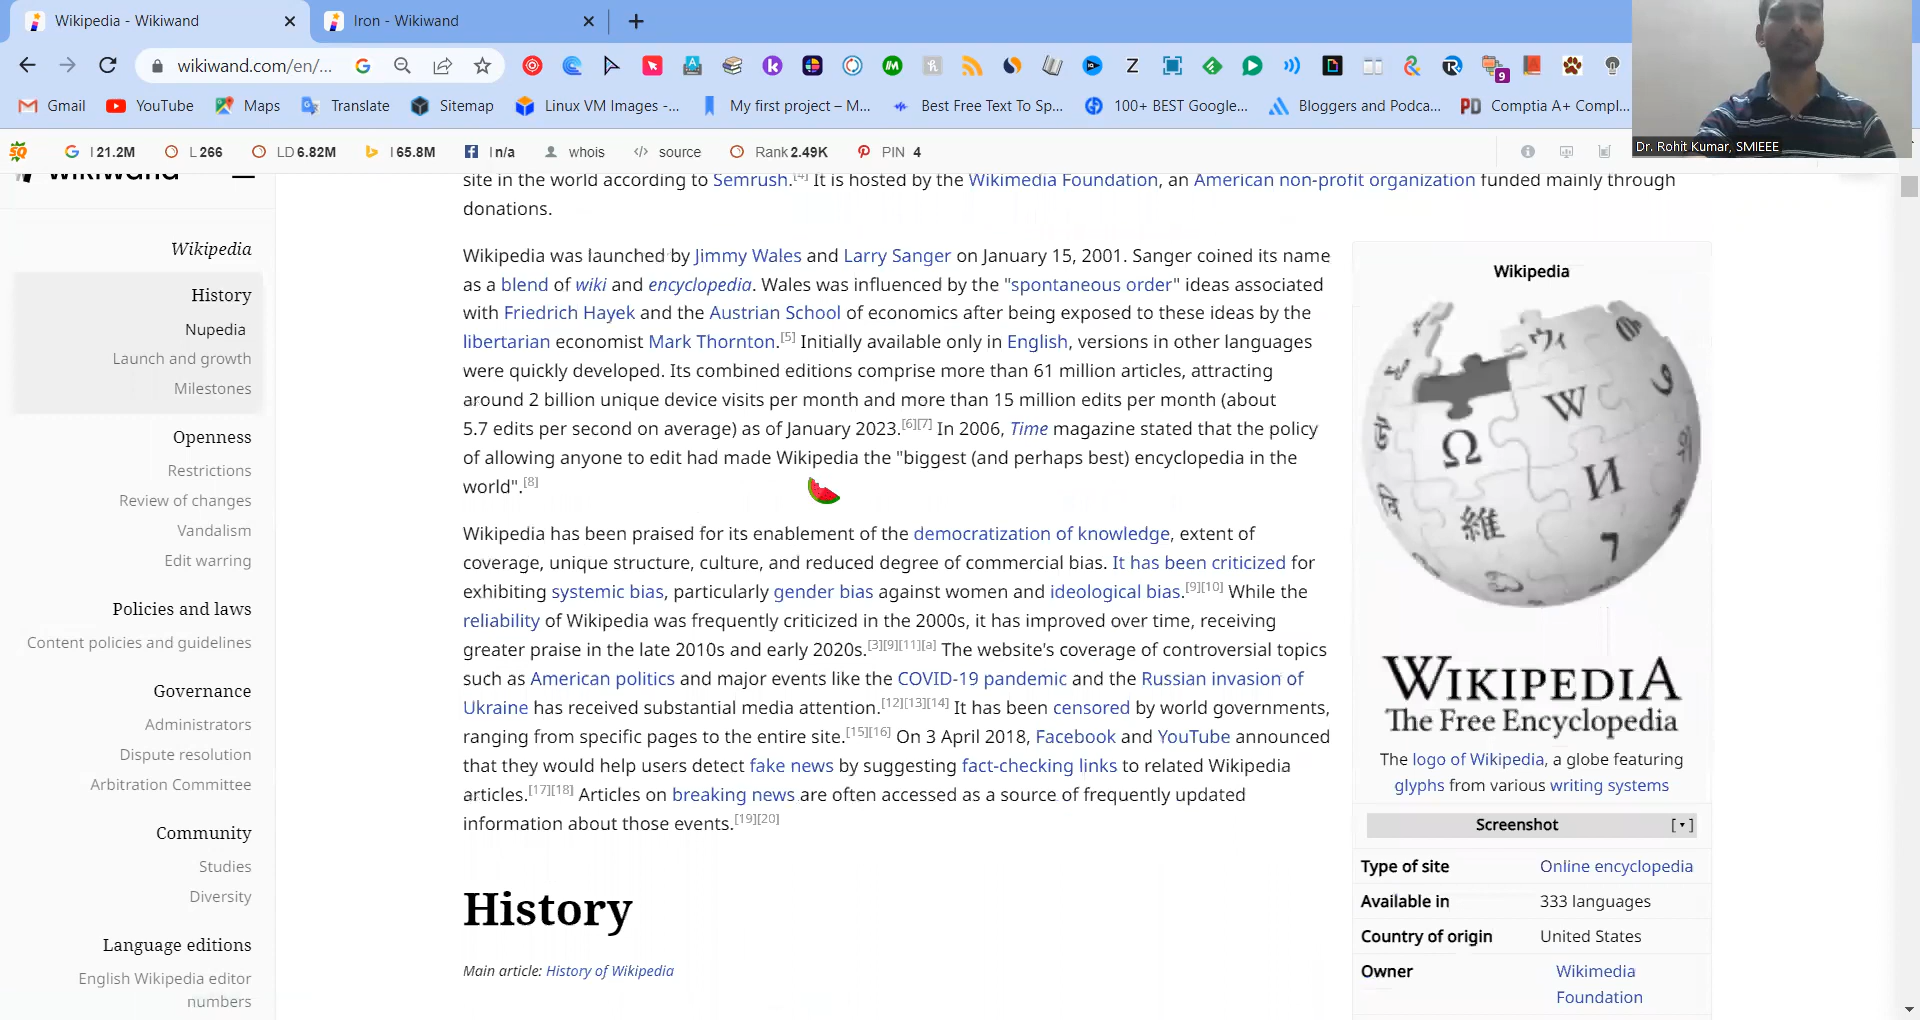 Wikipedia - Wikiwand
Iron - Wikiwand
wikiwand.com/en/...
9
Gmail
YouTube
Maps
Translate
Sitemap
Linux VM Images -...
My first project – M...
Best Free Text To Sp...
100+ BEST Google...
Bloggers and Podca...
Comptia A+ Compl...
Dr. Rohit Kumar, SMIEEE
I 21.2M
L 266
LD 6.82M
I 65.8M
I n/a
whois
source
Rank 2.49K
PIN 4
wikiwand
Wikipedia
History
Nupedia
Launch and growth
Milestones
Openness
Restrictions
Review of changes
Vandalism
Edit warring
Policies and laws
Content policies and guidelines
Governance
Administrators
Dispute resolution
Arbitration Committee
Community
Studies
Diversity
Language editions
English Wikipedia editor
numbers
site in the world according to Semrush.[4] It is hosted by the Wikimedia Foundation, an American non-profit organization funded mainly through
donations.
Wikipedia was launched by Jimmy Wales and Larry Sanger on January 15, 2001. Sanger coined its name
as a blend of wiki and encyclopedia. Wales was influenced by the "spontaneous order" ideas associated
with Friedrich Hayek and the Austrian School of economics after being exposed to these ideas by the
libertarian economist Mark Thornton.[5] Initially available only in English, versions in other languages
were quickly developed. Its combined editions comprise more than 61 million articles, attracting
around 2 billion unique device visits per month and more than 15 million edits per month (about
5.7 edits per second on average) as of January 2023.[6][7] In 2006, Time magazine stated that the policy
of allowing anyone to edit had made Wikipedia the "biggest (and perhaps best) encyclopedia in the
world".[8]
Wikipedia has been praised for its enablement of the democratization of knowledge, extent of
coverage, unique structure, culture, and reduced degree of commercial bias. It has been criticized for
exhibiting systemic bias, particularly gender bias against women and ideological bias.[9][10] While the
reliability of Wikipedia was frequently criticized in the 2000s, it has improved over time, receiving
greater praise in the late 2010s and early 2020s.[3][9][11][a] The website's coverage of controversial topics
such as American politics and major events like the COVID-19 pandemic and the Russian invasion of
Ukraine has received substantial media attention.[12][13][14] It has been censored by world governments,
ranging from specific pages to the entire site.[15][16] On 3 April 2018, Facebook and YouTube announced
that they would help users detect fake news by suggesting fact-checking links to related Wikipedia
articles.[17][18] Articles on breaking news are often accessed as a source of frequently updated
information about those events.[19][20]
History
Main article: History of Wikipedia
Wikipedia
Ω
W
И
維
ウィ
7
WIKIPEDIA
The Free Encyclopedia
The logo of Wikipedia, a globe featuring
glyphs from various writing systems
Screenshot
Type of site
Online encyclopedia
Available in
333 languages
Country of origin
United States
Owner
Wikimedia
Foundation